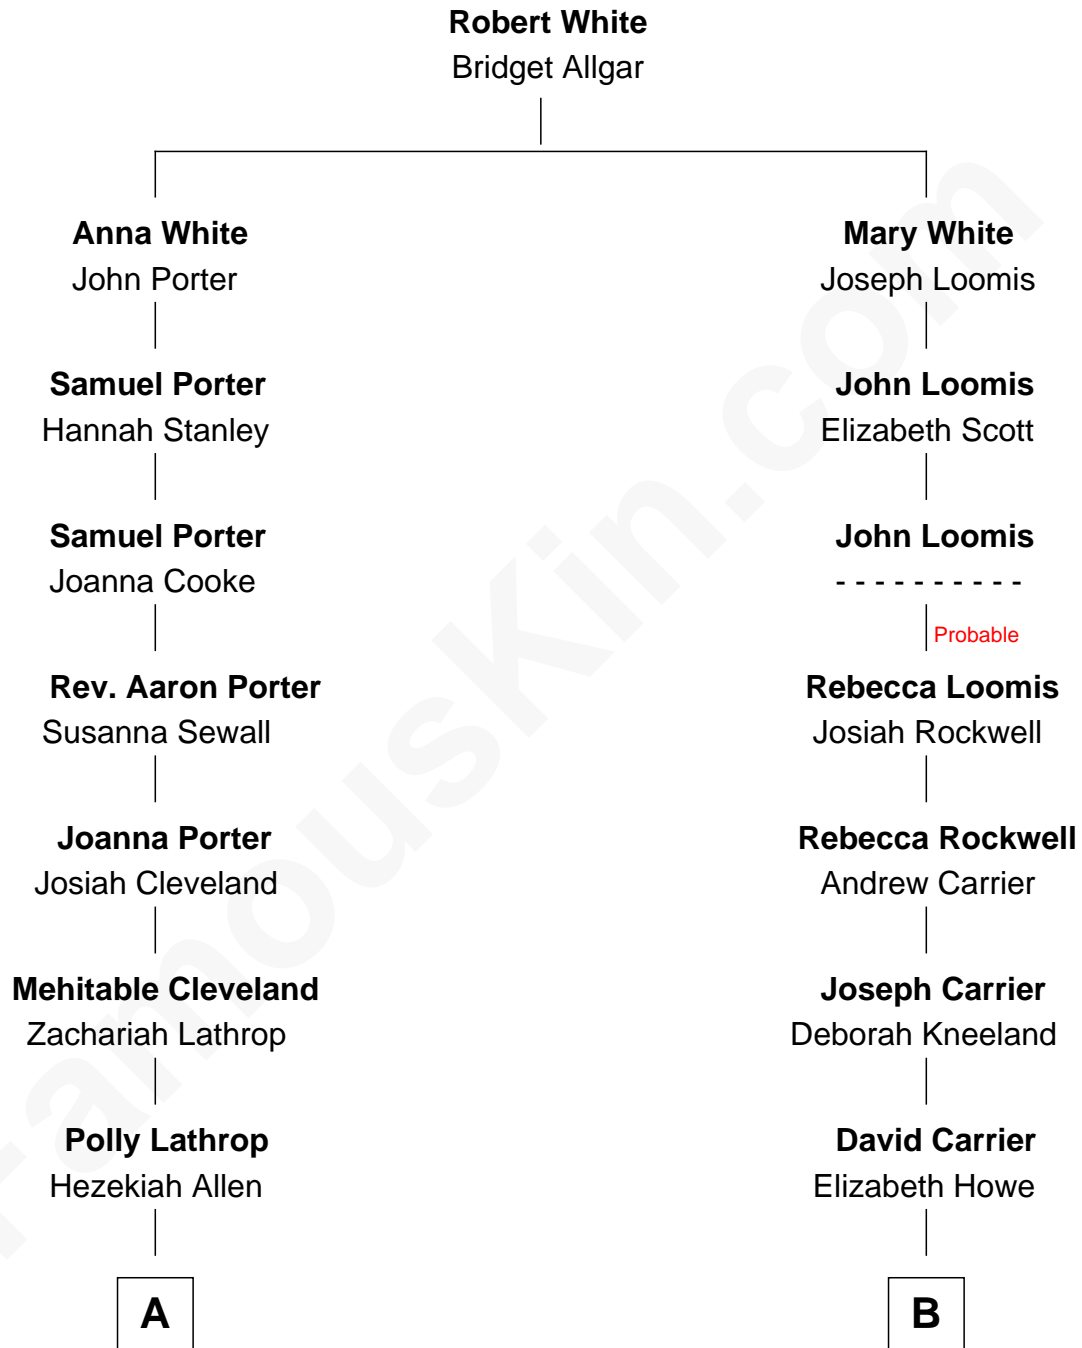 Robert White
Bridget Allgar
Anna White
John Porter
Mary White
Joseph Loomis
Samuel Porter
Hannah Stanley
John Loomis
Elizabeth Scott
Samuel Porter
Joanna Cooke
John Loomis
- - - - - - - - - -
Probable
Rev. Aaron Porter
Susanna Sewall
Rebecca Loomis
Josiah Rockwell
Joanna Porter
Josiah Cleveland
Rebecca Rockwell
Andrew Carrier
Mehitable Cleveland
Zachariah Lathrop
Joseph Carrier
Deborah Kneeland
Polly Lathrop
Hezekiah Allen
David Carrier
Elizabeth Howe
A
B
FamousKin.com